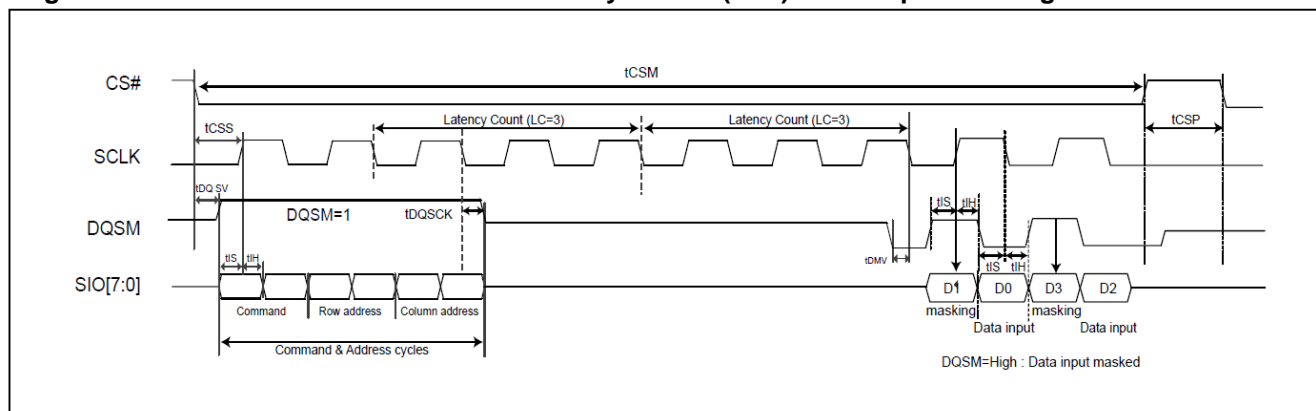 tCSM
CS#
tCSP
tCSS
Latency Count (LC=3)
Latency Count (LC=3)
SCLK
tDQSV
DQSM=1
tDQSCK
tIS
tIH
DQSM
tDMV
tIS
tIH
tIS
tIH
SIO[7:0]
D1
D0
D3
D2
Command
Row address
Column address
masking
masking
Data input
Data input
Command & Address cycles
DQSM=High : Data input masked